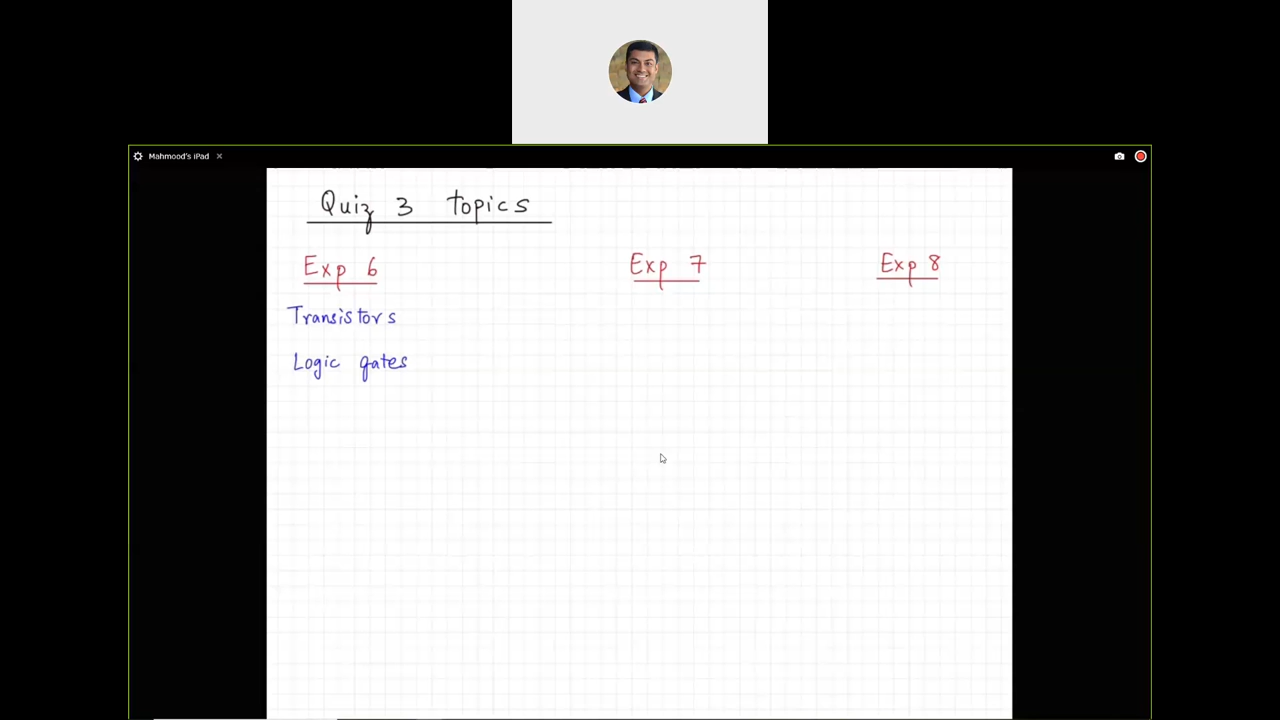 Mahmood's iPad
Quiz 3 topics
Exp 6 Exp 7 Exp 8
Transistors
Logic gates